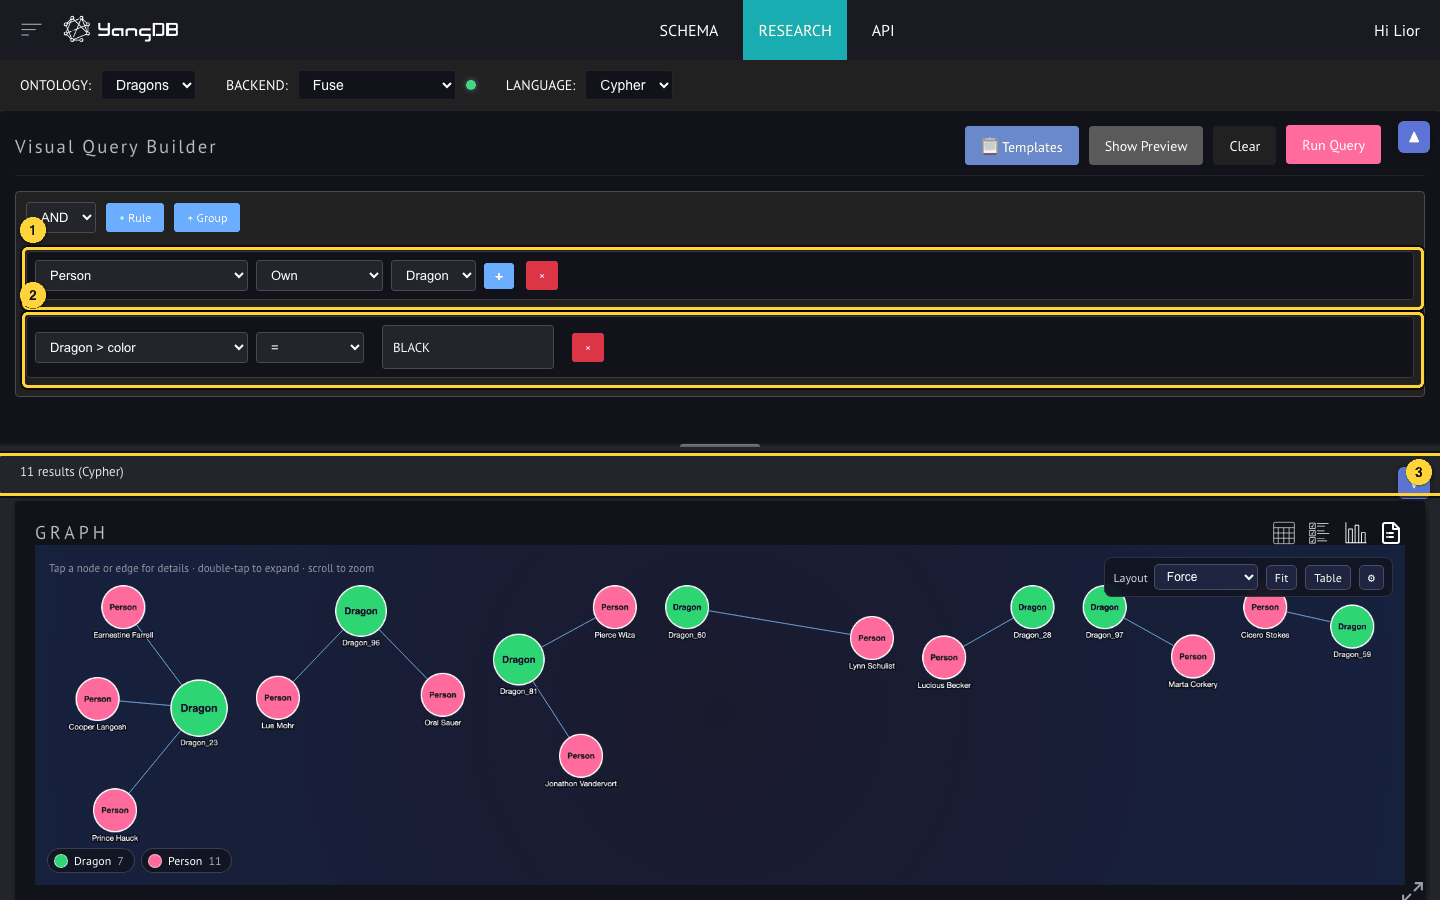 YangDB
SCHEMA
RESEARCH
API
Hi Lior
ONTOLOGY:
Dragons
BACKEND:
Fuse
LANGUAGE:
Cypher
Visual Query Builder
Templates
Show Preview
Clear
Run Query
▲
AND
+ Rule
+ Group
1
Person
Own
Dragon
+
×
2
Dragon > color
=
BLACK
×
11 results (Cypher)
3
GRAPH
Tap a node or edge for details · double-tap to expand · scroll to zoom
Layout
Force
Fit
Table
Person
Earnestine Farrell
Dragon
Dragon_96
Person
Pierce Wiza
Dragon
Dragon_60
Person
Lynn Schulist
Dragon
Dragon_28
Dragon
Dragon_97
Person
Cicero Stokes
Dragon
Dragon_59
Person
Lucious Becker
Person
Marta Corkery
Dragon
Dragon_81
Person
Cooper Langosh
Dragon
Dragon_23
Person
Lue Mohr
Person
Oral Sauer
Person
Jonathon Vandervort
Person
Prince Hauck
Dragon 7
Person 11